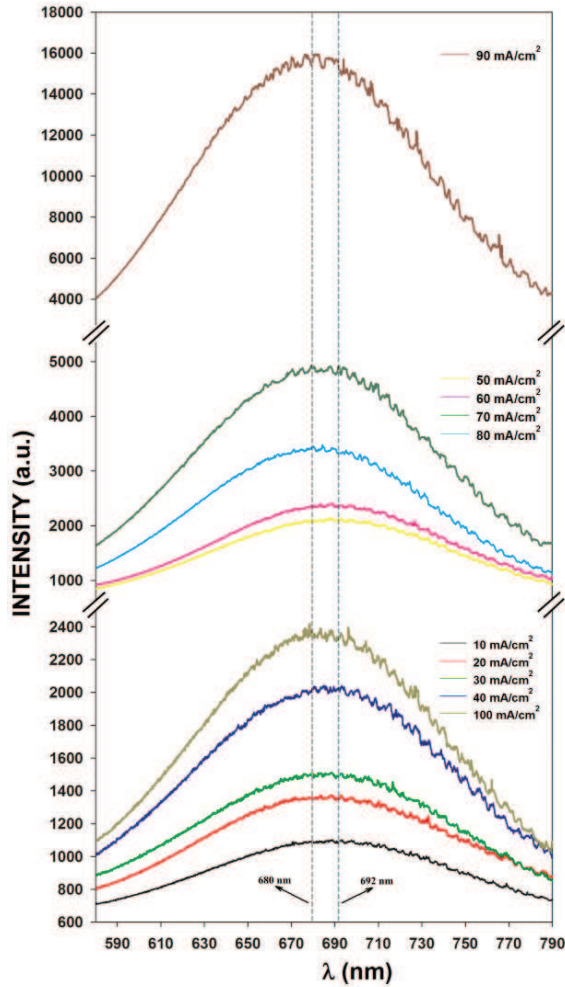 18000
16000
14000
12000
10000
8000
6000
4000
90 mA/cm²
5000
4000
3000
2000
1000
50 mA/cm²
60 mA/cm²
70 mA/cm²
80 mA/cm²
INTENSITY (a.u.)
2400
2200
2000
1800
1600
1400
1200
1000
800
600
10 mA/cm²
20 mA/cm²
30 mA/cm²
40 mA/cm²
100 mA/cm²
680 nm
692 nm
590 610 630 650 670 690 710 730 750 770 790
λ (nm)